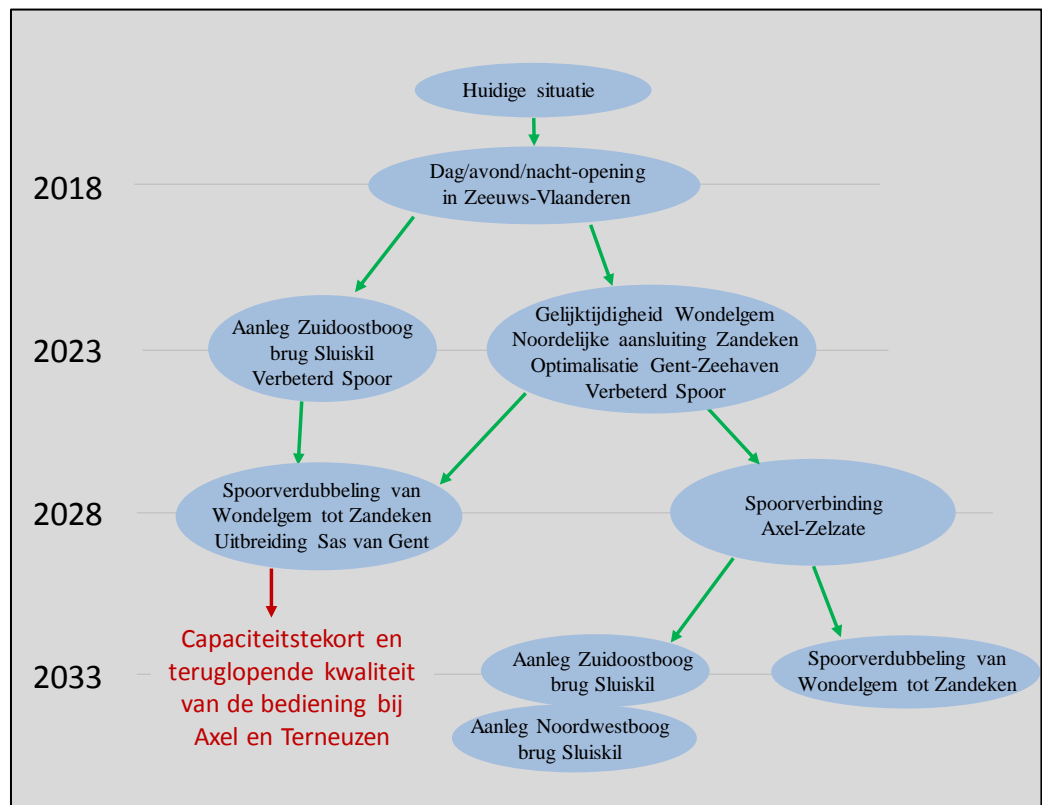 Huidige situatie
2018
Dag/avond/nacht-opening
in Zeeuws-Vlaanderen
2023
Aanleg Zuidoostboog
brug Sluiskil
Verbeterd Spoor
Gelijktijdigheid Wondelgem
Noordelijke aansluiting Zandeken
Optimalisatie Gent-Zeehaven
Verbeterd Spoor
2028
Spoorverdubbeling van
Wondelgem tot Zandeken
Uitbreiding Sas van Gent
Spoorverbinding
Axel-Zelzate
2033
Capaciteitstekort en
teruglopende kwaliteit
van de bediening bij
Axel en Terneuzen
Aanleg Zuidoostboog
brug Sluiskil
Aanleg Noordwestboog
brug Sluiskil
Spoorverdubbeling van
Wondelgem tot Zandeken